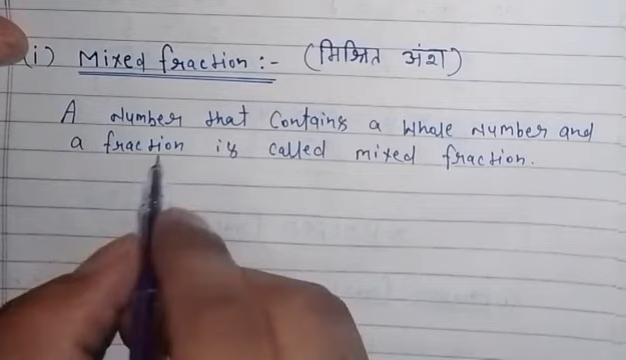 (i) Mixed fraction :- (मिश्रित अंश)
A Number that Contains a Whole Number and
a fraction is called mixed fraction.